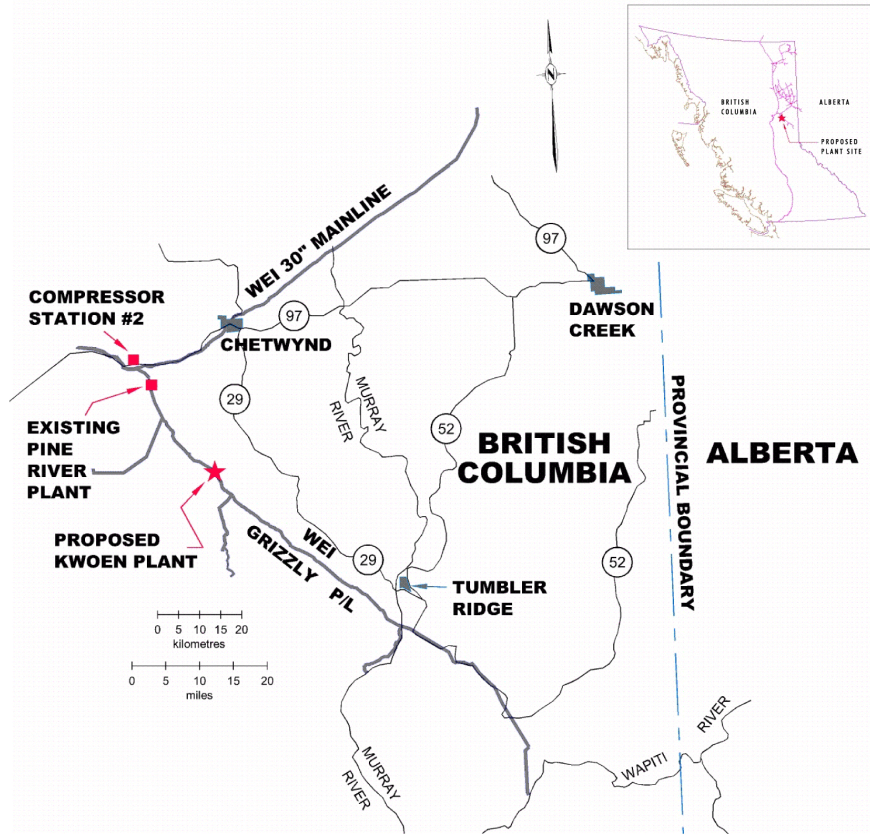 BRITISH
COLUMBIA
ALBERTA
PROPOSED
PLANT SITE
N
WEI 30" MAINLINE
97
DAWSON
CREEK
COMPRESSOR
STATION #2
97
CHETWYND
29
MURRAY
RIVER
52
EXISTING
PINE
RIVER
PLANT
BRITISH
COLUMBIA
ALBERTA
PROVINCIAL BOUNDARY
PROPOSED
KWOEN PLANT
WEI
GRIZZLY P/L
29
52
TUMBLER
RIDGE
0 5 10 15 20
kilometres
0 5 10 15 20
miles
MURRAY
RIVER
WAPITI
RIVER